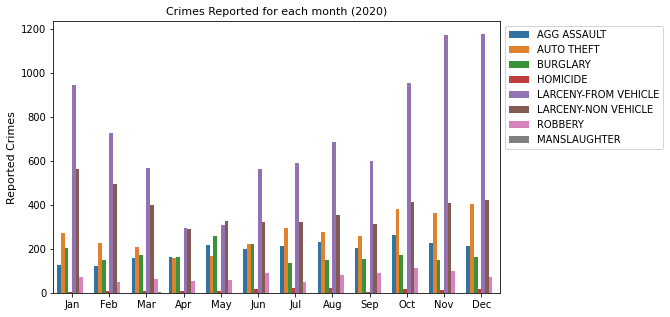 Crimes Reported for each month (2020)
Reported Crimes
1200
1000
800
600
400
200
0
Jan Feb Mar Apr May Jun Jul Aug Sep Oct Nov Dec
AGG ASSAULT
AUTO THEFT
BURGLARY
HOMICIDE
LARCENY-FROM VEHICLE
LARCENY-NON VEHICLE
ROBBERY
MANSLAUGHTER